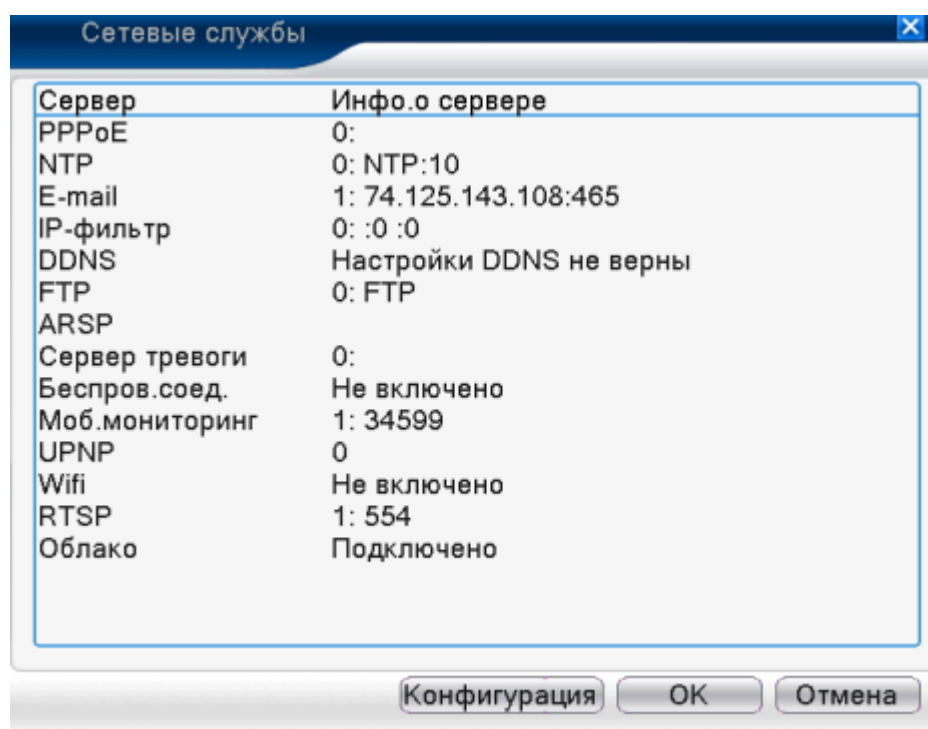 Сетевые службы
Сервер Инфо.о сервере
PPPoE 0:
NTP 0: NTP:10
E-mail 1: 74.125.143.108:465
IP-фильтр 0: :0 :0
DDNS Настройки DDNS не верны
FTP 0: FTP
ARSP
Сервер тревоги 0:
Беспров.соед. Не включено
Моб.мониторинг 1: 34599
UPNP 0
Wifi Не включено
RTSP 1: 554
Облако Подключено
Конфигурация OK Отмена